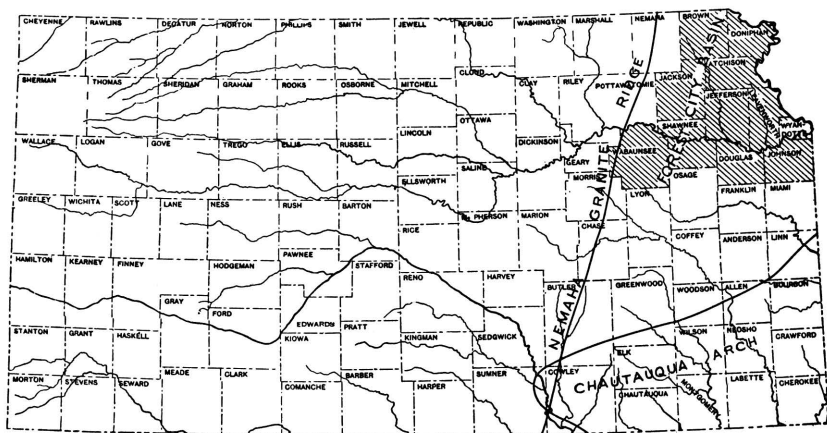 CHEYENNE
RAWLINS
DECATUR
NORTON
PHILLIPS
SMITH
JEWELL
REPUBLIC
WASHINGTON
MARSHALL
NEMAHA
BROWN
DONIPHAN
SHERMAN
THOMAS
SHERIDAN
GRAHAM
ROOKS
OSBORNE
MITCHELL
CLOUD
CLAY
RILEY
POTTAWATOMIE
JACKSON
ATCHISON
JEFFERSON
LEAVENWORTH
WYAN-
DOTTE
WALLACE
LOGAN
GOVE
TREGO
ELLIS
RUSSELL
LINCOLN
OTTAWA
SALINE
DICKINSON
GEARY
WABAUNSEE
SHAWNEE
DOUGLAS
JOHNSON
GREELEY
WICHITA
SCOTT
LANE
NESS
RUSH
BARTON
ELLSWORTH
RICE
Mc PHERSON
MARION
MORRIS
CHASE
LYON
OSAGE
FRANKLIN
MIAMI
HAMILTON
KEARNEY
FINNEY
HODGEMAN
PAWNEE
STAFFORD
RENO
HARVEY
BUTLER
GREENWOOD
COFFEY
ANDERSON
LINN
WOODSON
ALLEN
BOURBON
STANTON
GRANT
HASKELL
GRAY
FORD
EDWARDS
KIOWA
PRATT
KINGMAN
SEDGWICK
ELK
WILSON
NEOSHO
CRAWFORD
MORTON
STEVENS
SEWARD
MEADE
CLARK
COMANCHE
BARBER
HARPER
SUMNER
COWLEY
CHAUTAUQUA
MONTGOMERY
LABETTE
CHEROKEE
NEMAHA GRANITE RIDGE
FOREST CITY BASIN
CHAUTAUQUA ARCH